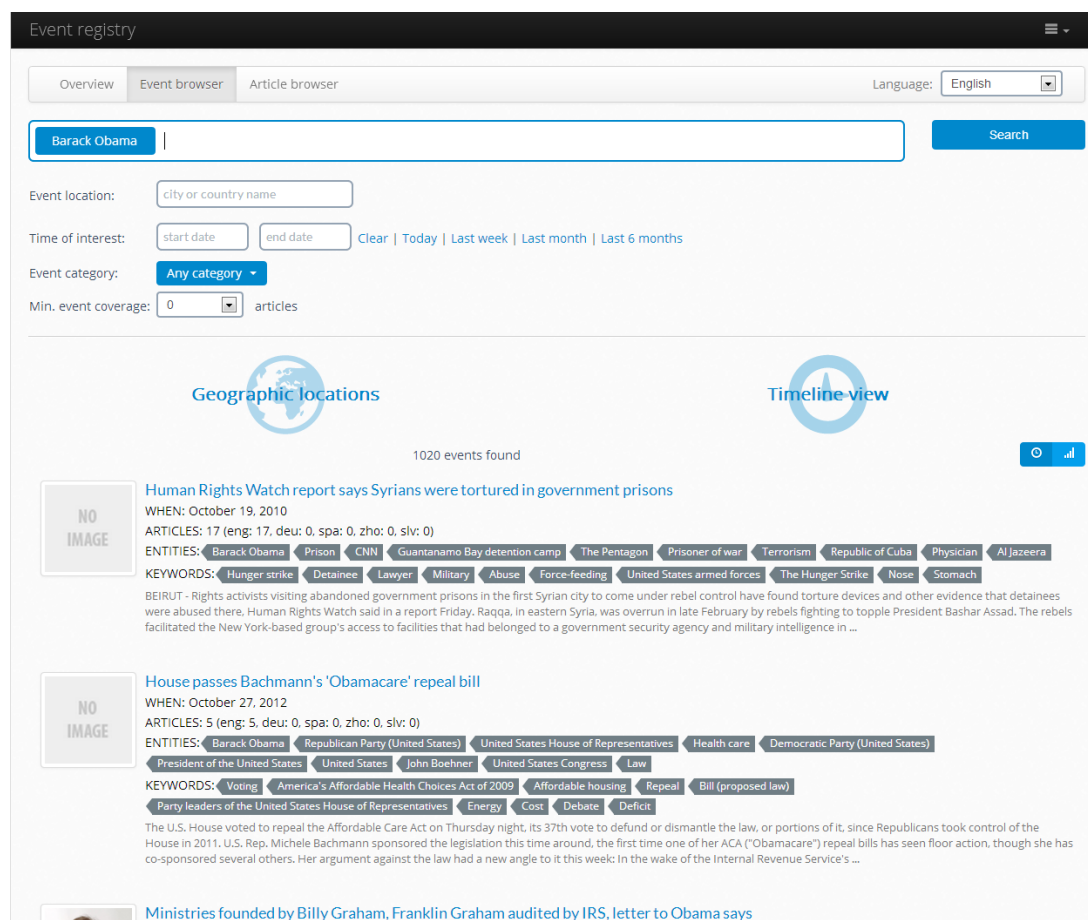 Event registry
Overview Event browser Article browser Language: English
Barack Obama Search
Event location: city or country name
Time of interest: start date end date Clear | Today | Last week | Last month | Last 6 months
Event category: Any category
Min. event coverage: 0 articles
Geographic locations Timeline view
1020 events found
NO IMAGE
Human Rights Watch report says Syrians were tortured in government prisons
WHEN: October 19, 2010
ARTICLES: 17 (eng: 17, deu: 0, spa: 0, zho: 0, slv: 0)
ENTITIES: Barack Obama Prison CNN Guantanamo Bay detention camp The Pentagon Prisoner of war Terrorism Republic of Cuba Physician Al Jazeera
KEYWORDS: Hunger strike Detainee Lawyer Military Abuse Force-feeding United States armed forces The Hunger Strike Nose Stomach
BEIRUT - Rights activists visiting abandoned government prisons in the first Syrian city to come under rebel control have found torture devices and other evidence that detainees
were abused there, Human Rights Watch said in a report Friday. Raqqa, in eastern Syria, was overrun in late February by rebels fighting to topple President Bashar Assad. The rebels
facilitated the New York-based group's access to facilities that had belonged to a government security agency and military intelligence in ...
NO IMAGE
House passes Bachmann's 'Obamacare' repeal bill
WHEN: October 27, 2012
ARTICLES: 5 (eng: 5, deu: 0, spa: 0, zho: 0, slv: 0)
ENTITIES: Barack Obama Republican Party (United States) United States House of Representatives Health care Democratic Party (United States)
President of the United States United States John Boehner United States Congress Law
KEYWORDS: Voting America's Affordable Health Choices Act of 2009 Affordable housing Repeal Bill (proposed law)
Party leaders of the United States House of Representatives Energy Cost Debate Deficit
The U.S. House voted to repeal the Affordable Care Act on Thursday night, its 37th vote to defund or dismantle the law, or portions of it, since Republicans took control of the
House in 2011. U.S. Rep. Michele Bachmann sponsored the legislation this time around, the first time one of her ACA ("Obamacare") repeal bills has seen floor action, though she has
co-sponsored several others. Her argument against the law had a new angle to it this week: In the wake of the Internal Revenue Service's ...
Ministries founded by Billy Graham, Franklin Graham audited by IRS, letter to Obama says